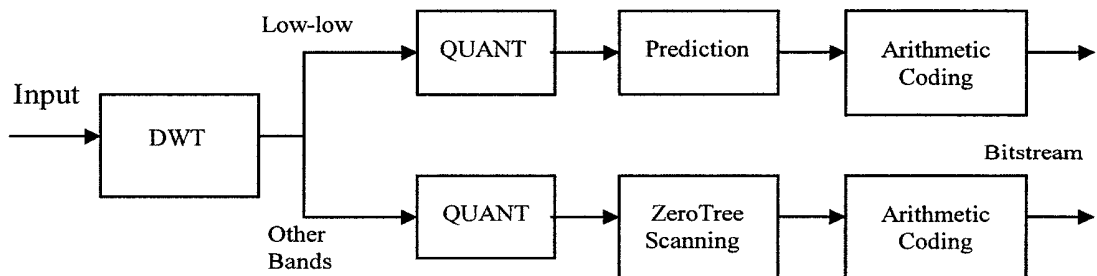 Low-low
QUANT
Prediction
Arithmetic
Coding
Input
DWT
Bitstream
Other
Bands
QUANT
ZeroTree
Scanning
Arithmetic
Coding